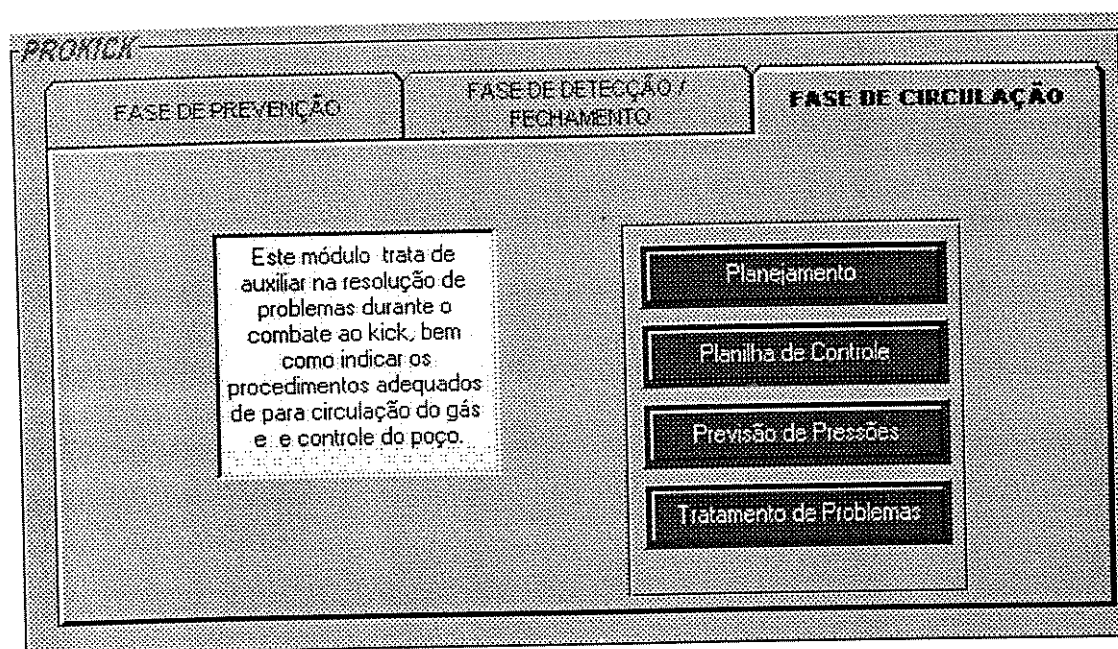 PROKICK
FASE DE PREVENÇÃO
FASE DE DETECÇÃO /
FECHAMENTO
FASE DE CIRCULAÇÃO
Este módulo trata de
auxiliar na resolução de
problemas durante o
combate ao kick, bem
como indicar os
procedimentos adequados
de para circulação do gás
e e controle do poço.
Planejamento
Planilha de Controle
Previsão de Pressões
Tratamento de Problemas